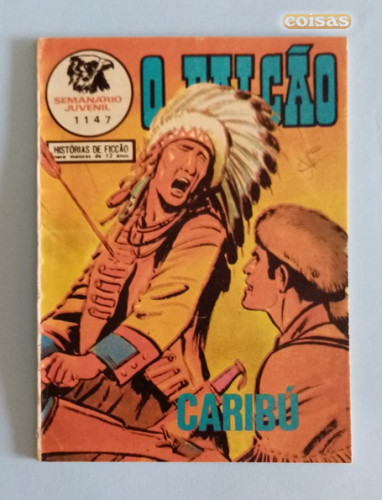 coisas
O FALCÃO
SEMANÁRIO
JUVENIL
1147
HISTÓRIAS DE FICÇÃO
para maiores de 12 anos
CARIBÚ